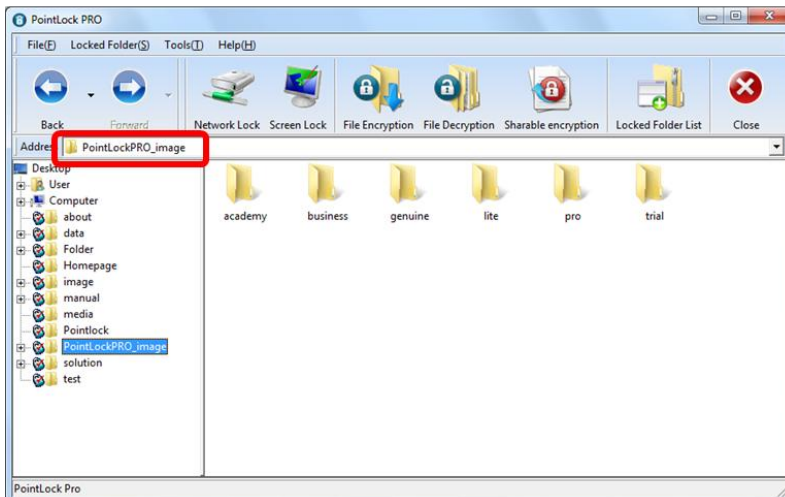 PointLock PRO
File(F) Locked Folder(S) Tools(T) Help(H)
Back Forward Network Lock Screen Lock File Encryption File Decryption Sharable encryption Locked Folder List Close
Addres PointLockPRO_image
Desktop
User
Computer
about
data
Folder
Homepage
image
manual
media
Pointlock
PointLockPRO_image
solution
test
academy business genuine lite pro trial
PointLock Pro